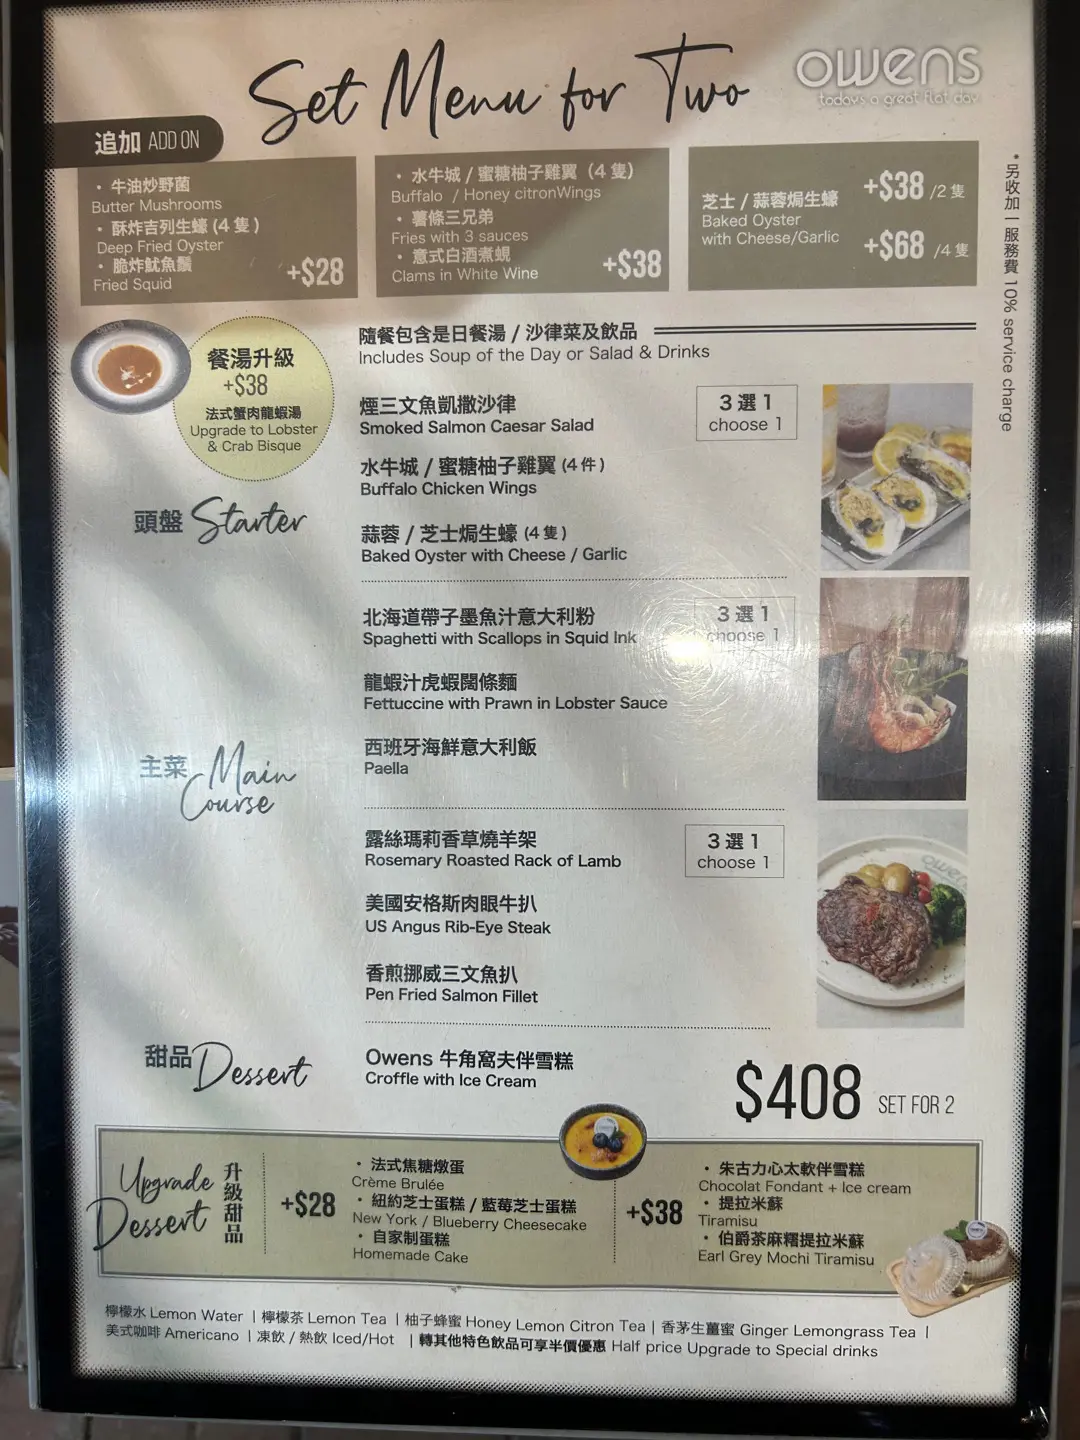 Set Menu for Two
owens
todays a great flat day
追加 ADD ON
・牛油炒野菌
Butter Mushrooms
・酥炸吉列生蠔 (4 隻)
Deep Fried Oyster
・脆炸魷魚鬚
Fried Squid
+$28
・水牛城 / 蜜糖柚子雞翼 (4 隻)
Buffalo / Honey citronWings
・薯條三兄弟
Fries with 3 sauces
・意式白酒煮蜆
Clams in White Wine
+$38
芝士 / 蒜蓉焗生蠔
Baked Oyster
with Cheese/Garlic
+$38 /2 隻
+$68 /4 隻
・另收加一服務費 10% service charge
餐湯升級
+$38
法式蟹肉龍蝦湯
Upgrade to Lobster
& Crab Bisque
隨餐包含是日餐湯 / 沙律菜及飲品
Includes Soup of the Day or Salad & Drinks
頭盤 Starter
煙三文魚凱撒沙律
Smoked Salmon Caesar Salad
3 選 1
choose 1
水牛城 / 蜜糖柚子雞翼 (4 件)
Buffalo Chicken Wings
蒜蓉 / 芝士焗生蠔 (4 隻)
Baked Oyster with Cheese / Garlic
主菜 Main
Course
北海道帶子墨魚汁意大利粉
Spaghetti with Scallops in Squid Ink
3 選 1
choose 1
龍蝦汁虎蝦闊條麵
Fettuccine with Prawn in Lobster Sauce
西班牙海鮮意大利飯
Paella
露絲瑪莉香草燒羊架
Rosemary Roasted Rack of Lamb
3 選 1
choose 1
美國安格斯肉眼牛扒
US Angus Rib-Eye Steak
香煎挪威三文魚扒
Pen Fried Salmon Fillet
甜品 Dessert
Owens 牛角窩夫伴雪糕
Croffle with Ice Cream
$408 SET FOR 2
Upgrade
Dessert
升級甜品
+$28
・法式焦糖燉蛋
Crème Brulée
・紐約芝士蛋糕 / 藍莓芝士蛋糕
New York / Blueberry Cheesecake
・自家制蛋糕
Homemade Cake
+$38
・朱古力心太軟伴雪糕
Chocolat Fondant + Ice cream
・提拉米蘇
Tiramisu
・伯爵茶麻糬提拉米蘇
Earl Grey Mochi Tiramisu
檸檬水 Lemon Water | 檸檬茶 Lemon Tea | 柚子蜂蜜 Honey Lemon Citron Tea | 香茅生薑蜜 Ginger Lemongrass Tea |
美式咖啡 Americano | 凍飲 / 熱飲 Iced/Hot | 轉其他特色飲品可享半價優惠 Half price Upgrade to Special drinks